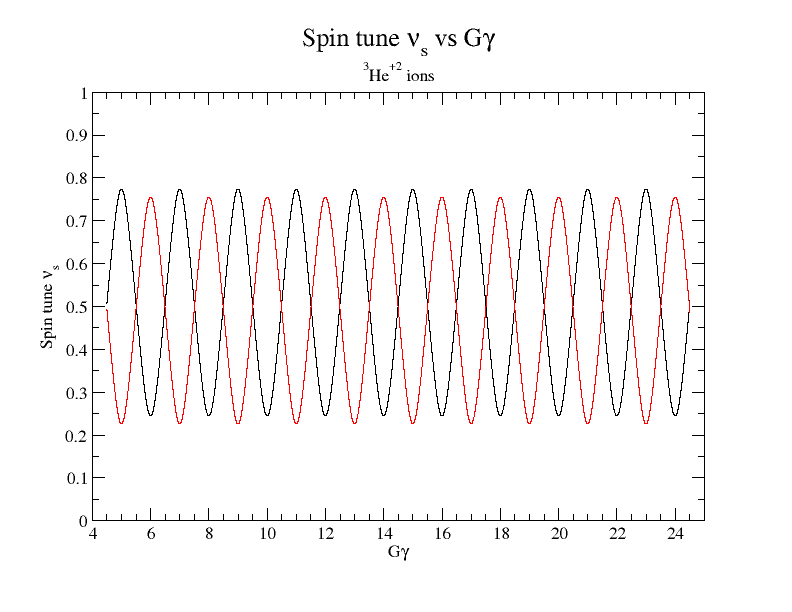 Spin tune νs vs Gγ
3He+2 ions
1
0.9
0.8
0.7
0.6
0.5
0.4
0.3
0.2
0.1
0
Spin tune νs
4 6 8 10 12 14 16 18 20 22 24
Gγ